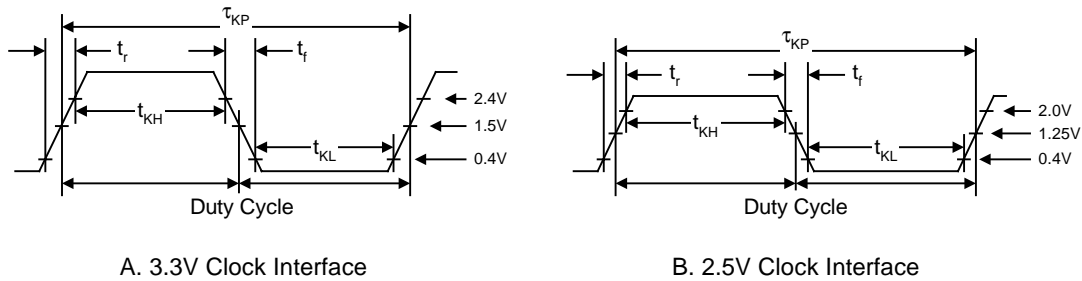 τKP
tr
tf
tKH
tKL
2.4V
1.5V
0.4V
Duty Cycle
A. 3.3V Clock Interface
τKP
tr
tf
tKH
tKL
2.0V
1.25V
0.4V
Duty Cycle
B. 2.5V Clock Interface